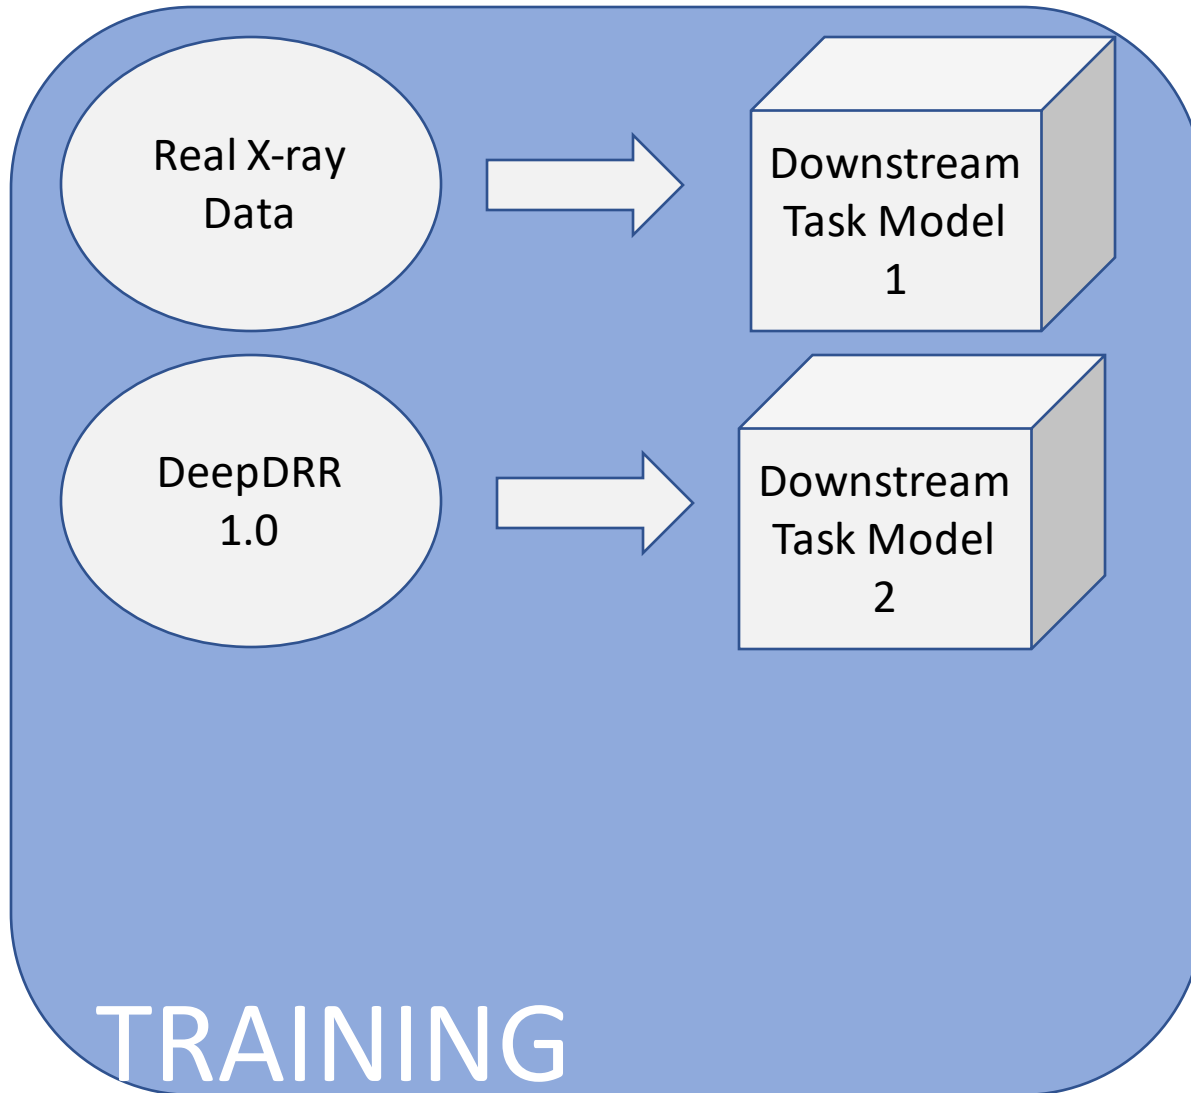 Real X-ray
Data
Downstream
Task Model
1
DeepDRR
1.0
Downstream
Task Model
2
TRAINING